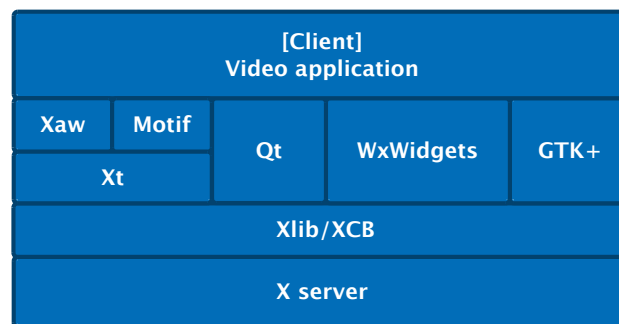 [Client]
Video application
Xaw
Motif
Qt
WxWidgets
GTK+
Xt
Xlib/XCB
X server